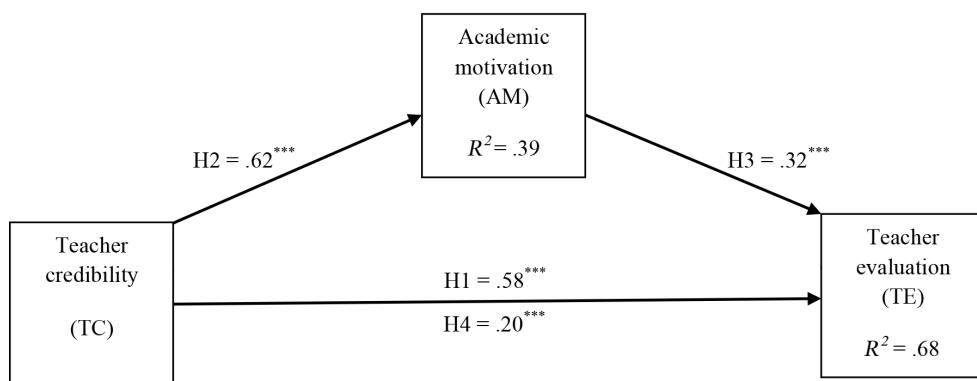 Academic
motivation
(AM)
R² = .39
H2 = .62***
H3 = .32***
Teacher
credibility
(TC)
H1 = .58***
H4 = .20***
Teacher
evaluation
(TE)
R² = .68